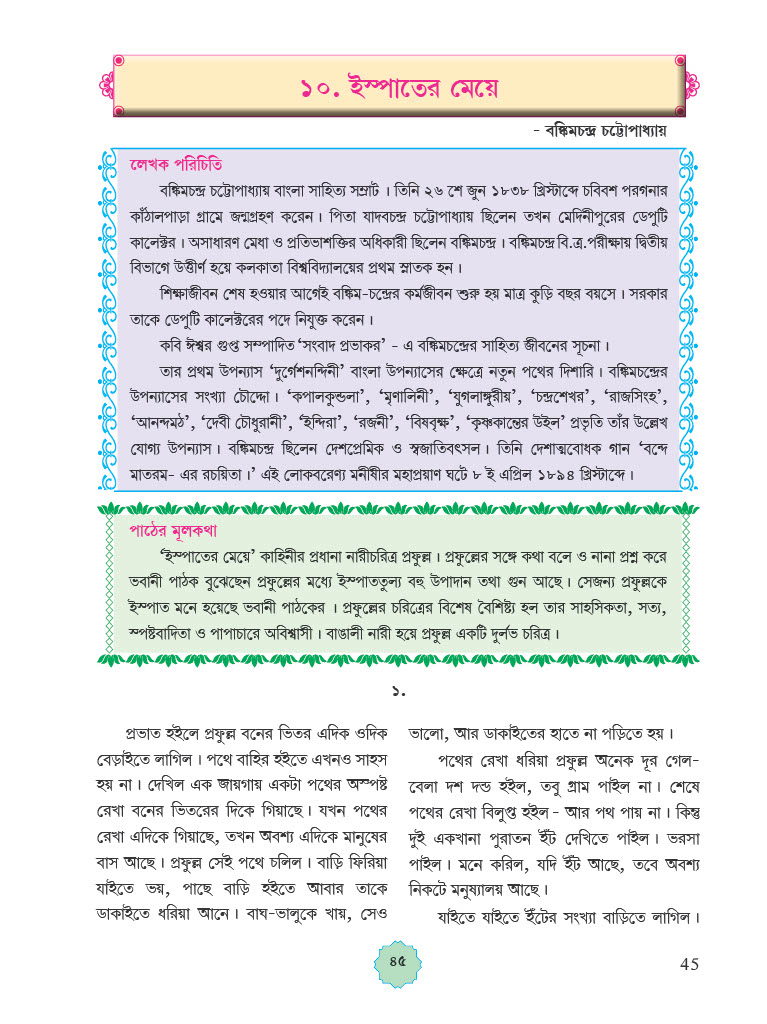 ১০. ইস্পাতের মেয়ে
- বঙ্কিমচন্দ্র চট্টোপাধ্যায়
লেখক পরিচিতি
বঙ্কিমচন্দ্র চট্টোপাধ্যায় বাংলা সাহিত্য সম্রাট । তিনি ২৬ শে জুন ১৮৩৮ খ্রিস্টাব্দে চবিবশ পরগনার
কাঁঠালপাড়া গ্রামে জন্মগ্রহণ করেন । পিতা যাদবচন্দ্র চট্টোপাধ্যায় ছিলেন তখন মেদিনীপুরের ডেপুটি
কালেক্টর । অসাধারণ মেধা ও প্রতিভাশক্তির অধিকারী ছিলেন বঙ্কিমচন্দ্র । বঙ্কিমচন্দ্র বি.ত্র.পরীক্ষায় দ্বিতীয়
বিভাগে উত্তীর্ণ হয়ে কলকাতা বিশ্ববিদ্যালয়ের প্রথম স্নাতক হন ।
শিক্ষাজীবন শেষ হওয়ার আগেই বঙ্কিম-চন্দ্রের কর্মজীবন শুরু হয় মাত্র কুড়ি বছর বয়সে । সরকার
তাকে ডেপুটি কালেক্টরের পদে নিযুক্ত করেন ।
কবি ঈশ্বর গুপ্ত সম্পাদিত ‘সংবাদ প্রভাকর’ - এ বঙ্কিমচন্দ্রের সাহিত্য জীবনের সূচনা ।
তার প্রথম উপন্যাস ‘দুর্গেশনন্দিনী’ বাংলা উপন্যাসের ক্ষেত্রে নতুন পথের দিশারি । বঙ্কিমচন্দ্রের
উপন্যাসের সংখ্যা চৌদ্দো । ‘কপালকুন্ডলা’, ‘মৃণালিনী’, ‘যুগলাঙ্গুরীয়’, ‘চন্দ্রশেখর’, ‘রাজসিংহ’,
‘আনন্দমঠ’, ‘দেবী চৌধুরানী’, ‘ইন্দিরা’, ‘রজনী’, ‘বিষবৃক্ষ’, ‘কৃষ্ণকান্তের উইল’ প্রভৃতি তাঁর উল্লেখ
যোগ্য উপন্যাস । বঙ্কিমচন্দ্র ছিলেন দেশপ্রেমিক ও স্বজাতিবৎসল । তিনি দেশাত্মবোধক গান ‘বন্দে
মাতরম- এর রচয়িতা ।’ এই লোকবরেণ্য মনীষীর মহাপ্রয়াণ ঘটে ৮ ই এপ্রিল ১৮৯৪ খ্রিস্টাব্দে ।
পাঠের মূলকথা
‘ইস্পাতের মেয়ে’ কাহিনীর প্রধানা নারীচরিত্র প্রফুল্ল । প্রফুল্লের সঙ্গে কথা বলে ও নানা প্রশ্ন করে
ভবানী পাঠক বুঝেছেন প্রফুল্লের মধ্যে ইস্পাততুল্য বহু উপাদান তথা গুন আছে । সেজন্য প্রফুল্লকে
ইস্পাত মনে হয়েছে ভবানী পাঠকের । প্রফুল্লের চরিত্রের বিশেষ বৈশিষ্ট্য হল তার সাহসিকতা, সত্য,
স্পষ্টবাদিতা ও পাপাচারে অবিশ্বাসী । বাঙালী নারী হয়ে প্রফুল্ল একটি দুর্লভ চরিত্র ।
১.
প্রভাত হইলে প্রফুল্ল বনের ভিতর এদিক ওদিক
বেড়াইতে লাগিল । পথে বাহির হইতে এখনও সাহস
হয় না । দেখিল এক জায়গায় একটা পথের অস্পষ্ট
রেখা বনের ভিতরের দিকে গিয়াছে । যখন পথের
রেখা এদিকে গিয়াছে, তখন অবশ্য এদিকে মানুষের
বাস আছে । প্রফুল্ল সেই পথে চলিল । বাড়ি ফিরিয়া
যাইতে ভয়, পাছে বাড়ি হইতে আবার তাকে
ডাকাইতে ধরিয়া আনে । বাঘ-ভালুকে খায়, সেও
ভালো, আর ডাকাইতের হাতে না পড়িতে হয় ।
পথের রেখা ধরিয়া প্রফুল্ল অনেক দূর গেল-
বেলা দশ দন্ড হইল, তবু গ্রাম পাইল না । শেষে
পথের রেখা বিলুপ্ত হইল - আর পথ পায় না । কিন্তু
দুই একখানা পুরাতন ইঁট দেখিতে পাইল । ভরসা
পাইল । মনে করিল, যদি ইঁট আছে, তবে অবশ্য
নিকটে মনুষ্যালয় আছে ।
যাইতে যাইতে ইঁটের সংখ্যা বাড়িতে লাগিল ।
৪৫
45